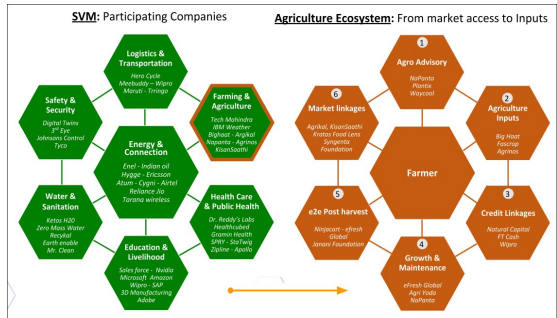 SVM: Participating Companies
Logistics &
Transportation
Hero Cycle
Meebuddy – Wipro
Maruti - Trringo
Safety &
Security
Digital Twins
3rd Eye
Johnsons Control
Tyco
Farming &
Agriculture
Tech Mahindra
IBM Weather
Bighaat - Argikal
Napanta - Agrinos
KisanSaathi
Energy &
Connection
Enel - Indian oil
Hygge - Ericsson
Atum - Cygni - Airtel
Reliance Jio
Tarana wireless
Water &
Sanitation
Ketos H20
Zero Mass Water
Recykal
Earth enable
Mr. Clean
Health Care
& Public Health
Dr. Reddy's Labs
Healthcubed
Gramin Health
SPRY - StaTwig
Zipline - Apollo
Education &
Livelihood
Sales force - Nvidia
Microsoft Amazon
Wipro - SAP
3D Manufacturing
Adobe
Agriculture Ecosystem: From market access to Inputs
1
Agro Advisory
NaPanta
Plantix
Waycool
6
Market linkages
Agrikal, KisanSaathi
Kratos Food Lens
Syngenta
Foundation
2
Agriculture
Inputs
Big Haat
Fascrop
Agrinos
Farmer
5
e2e Post harvest
Ninjacart - efresh
Global
Janani Foundation
3
Credit Linkages
Natural Capital
FT Cash
Wipro
4
Growth &
Maintenance
eFresh Global
Agri Yoda
NaPanta